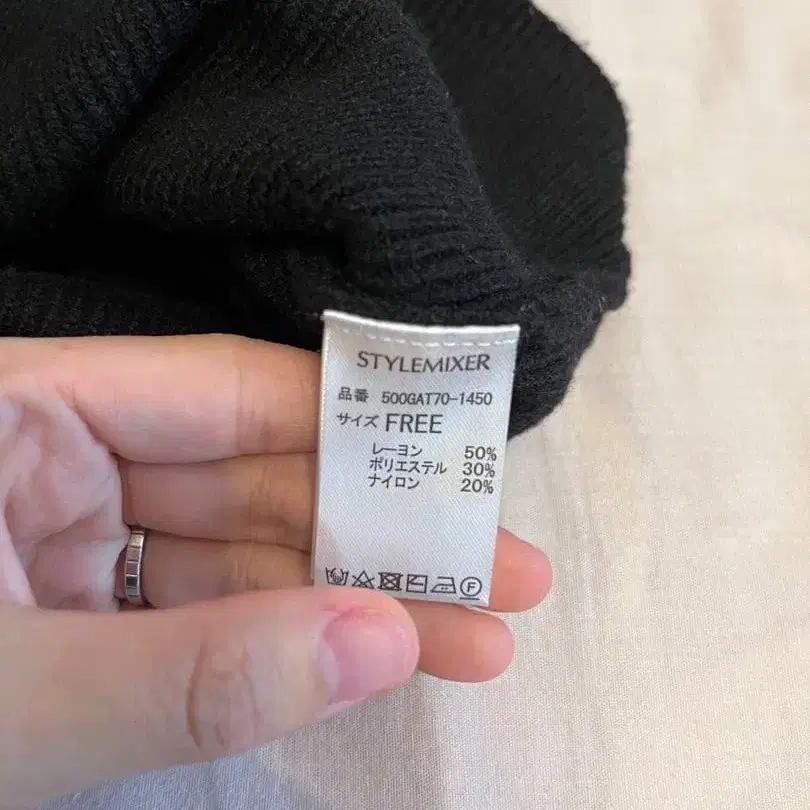 STYLEMIXER
品番 500GAT70-1450
サイズ FREE
レーヨン 50%
ポリエステル 30%
ナイロン 20%
F